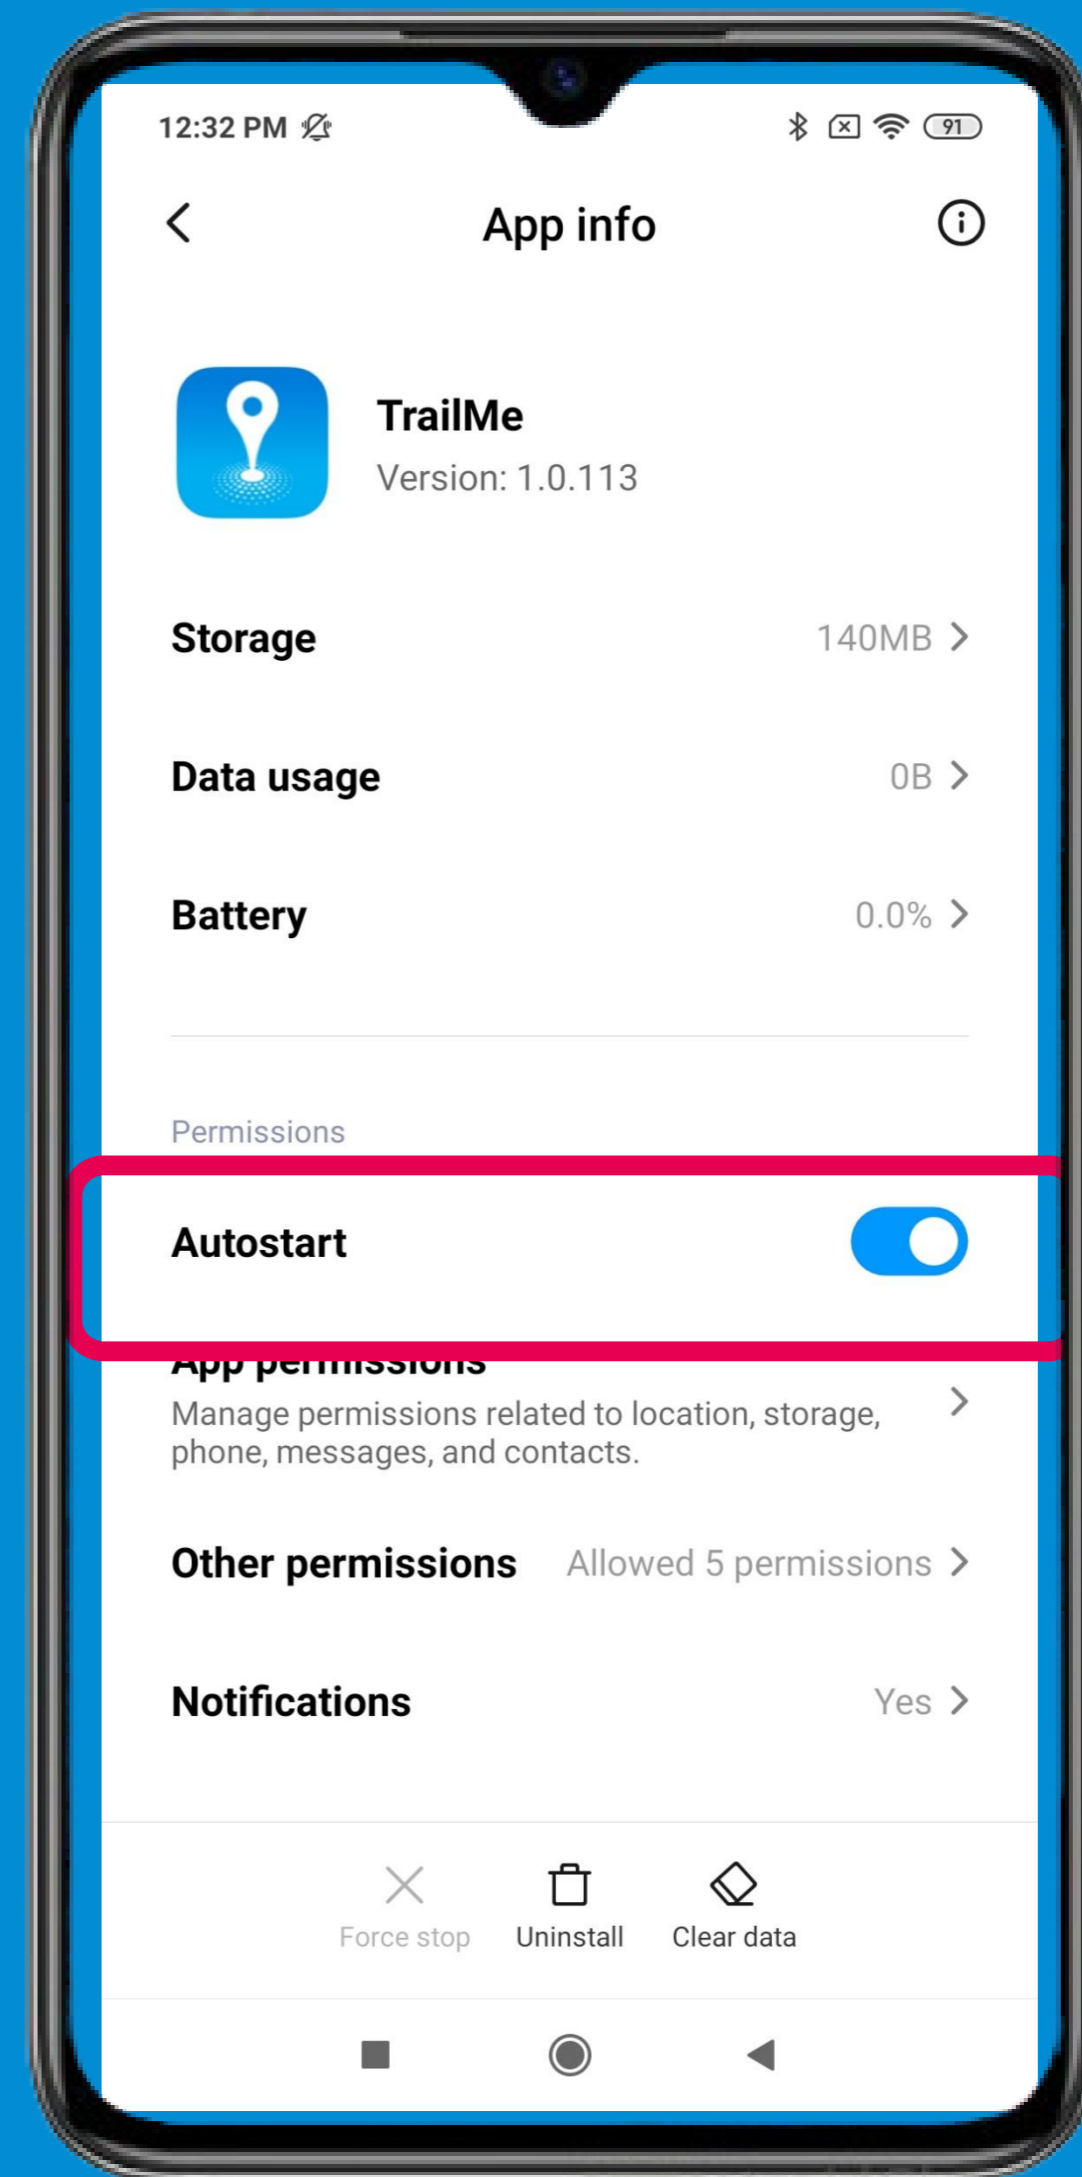 12:32 PM 91
App info
TrailMe
Version: 1.0.113
Storage 140MB
Data usage 0B
Battery 0.0%
Permissions
Autostart
App permissions
Manage permissions related to location, storage,
phone, messages, and contacts.
Other permissions Allowed 5 permissions
Notifications Yes
Force stop Uninstall Clear data